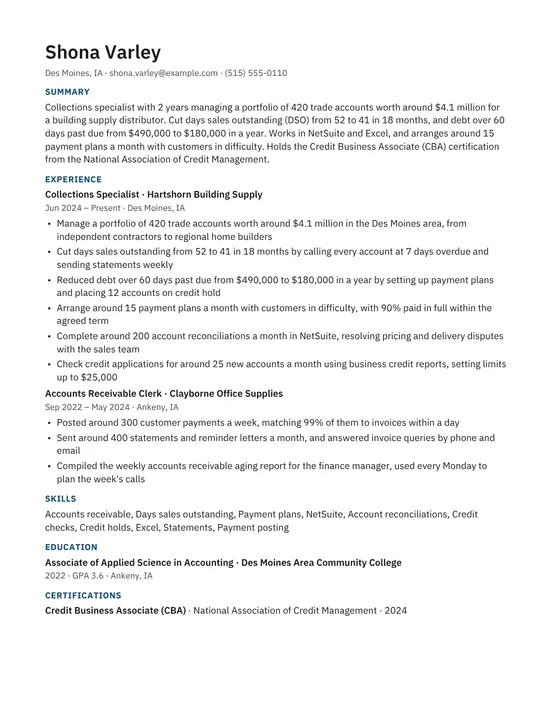 Shona Varley
Des Moines, IA · shona.varley@example.com · (515) 555-0110
SUMMARY
Collections specialist with 2 years managing a portfolio of 420 trade accounts worth around $4.1 million for
a building supply distributor. Cut days sales outstanding (DSO) from 52 to 41 in 18 months, and debt over 60
days past due from $490,000 to $180,000 in a year. Works in NetSuite and Excel, and arranges around 15
payment plans a month with customers in difficulty. Holds the Credit Business Associate (CBA) certification
from the National Association of Credit Management.
EXPERIENCE
Collections Specialist · Hartshorn Building Supply
Jun 2024 – Present · Des Moines, IA
• Manage a portfolio of 420 trade accounts worth around $4.1 million in the Des Moines area, from
independent contractors to regional home builders
• Cut days sales outstanding from 52 to 41 in 18 months by calling every account at 7 days overdue and
sending statements weekly
• Reduced debt over 60 days past due from $490,000 to $180,000 in a year by setting up payment plans
and placing 12 accounts on credit hold
• Arrange around 15 payment plans a month with customers in difficulty, with 90% paid in full within the
agreed term
• Complete around 200 account reconciliations a month in NetSuite, resolving pricing and delivery disputes
with the sales team
• Check credit applications for around 25 new accounts a month using business credit reports, setting limits
up to $25,000
Accounts Receivable Clerk · Clayborne Office Supplies
Sep 2022 – May 2024 · Ankeny, IA
• Posted around 300 customer payments a week, matching 99% of them to invoices within a day
• Sent around 400 statements and reminder letters a month, and answered invoice queries by phone and
email
• Compiled the weekly accounts receivable aging report for the finance manager, used every Monday to
plan the week's calls
SKILLS
Accounts receivable, Days sales outstanding, Payment plans, NetSuite, Account reconciliations, Credit
checks, Credit holds, Excel, Statements, Payment posting
EDUCATION
Associate of Applied Science in Accounting · Des Moines Area Community College
2022 · GPA 3.6 · Ankeny, IA
CERTIFICATIONS
Credit Business Associate (CBA) · National Association of Credit Management · 2024